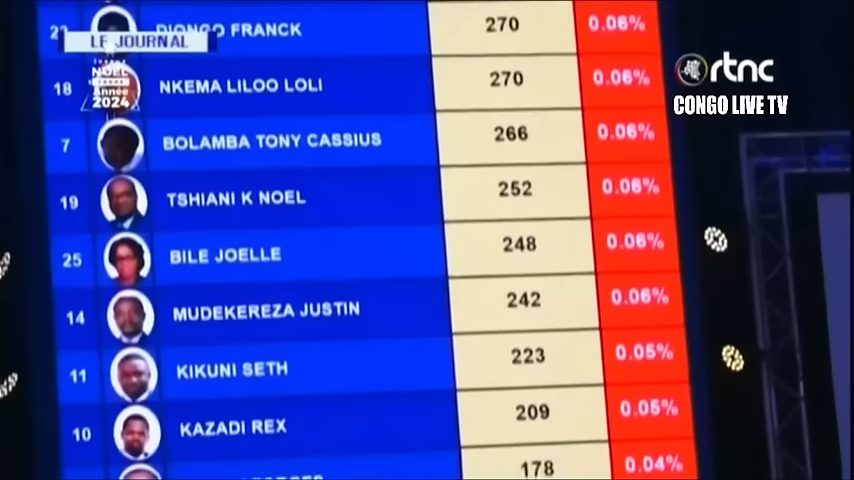 DIONGO FRANCK 270 0.06%
LE JOURNAL
18 NKEMA LILOO LOLI 270 0.06%
7 BOLAMBA TONY CASSIUS 266 0.06%
19 TSHIANI K NOEL 252 0.06%
25 BILE JOELLE 248 0.06%
14 MUDEKEREZA JUSTIN 242 0.06%
11 KIKUNI SETH 223 0.05%
10 KAZADI REX 209 0.05%
178 0.04%
NOËL
Année
2024
rtnc
CONGO LIVE TV